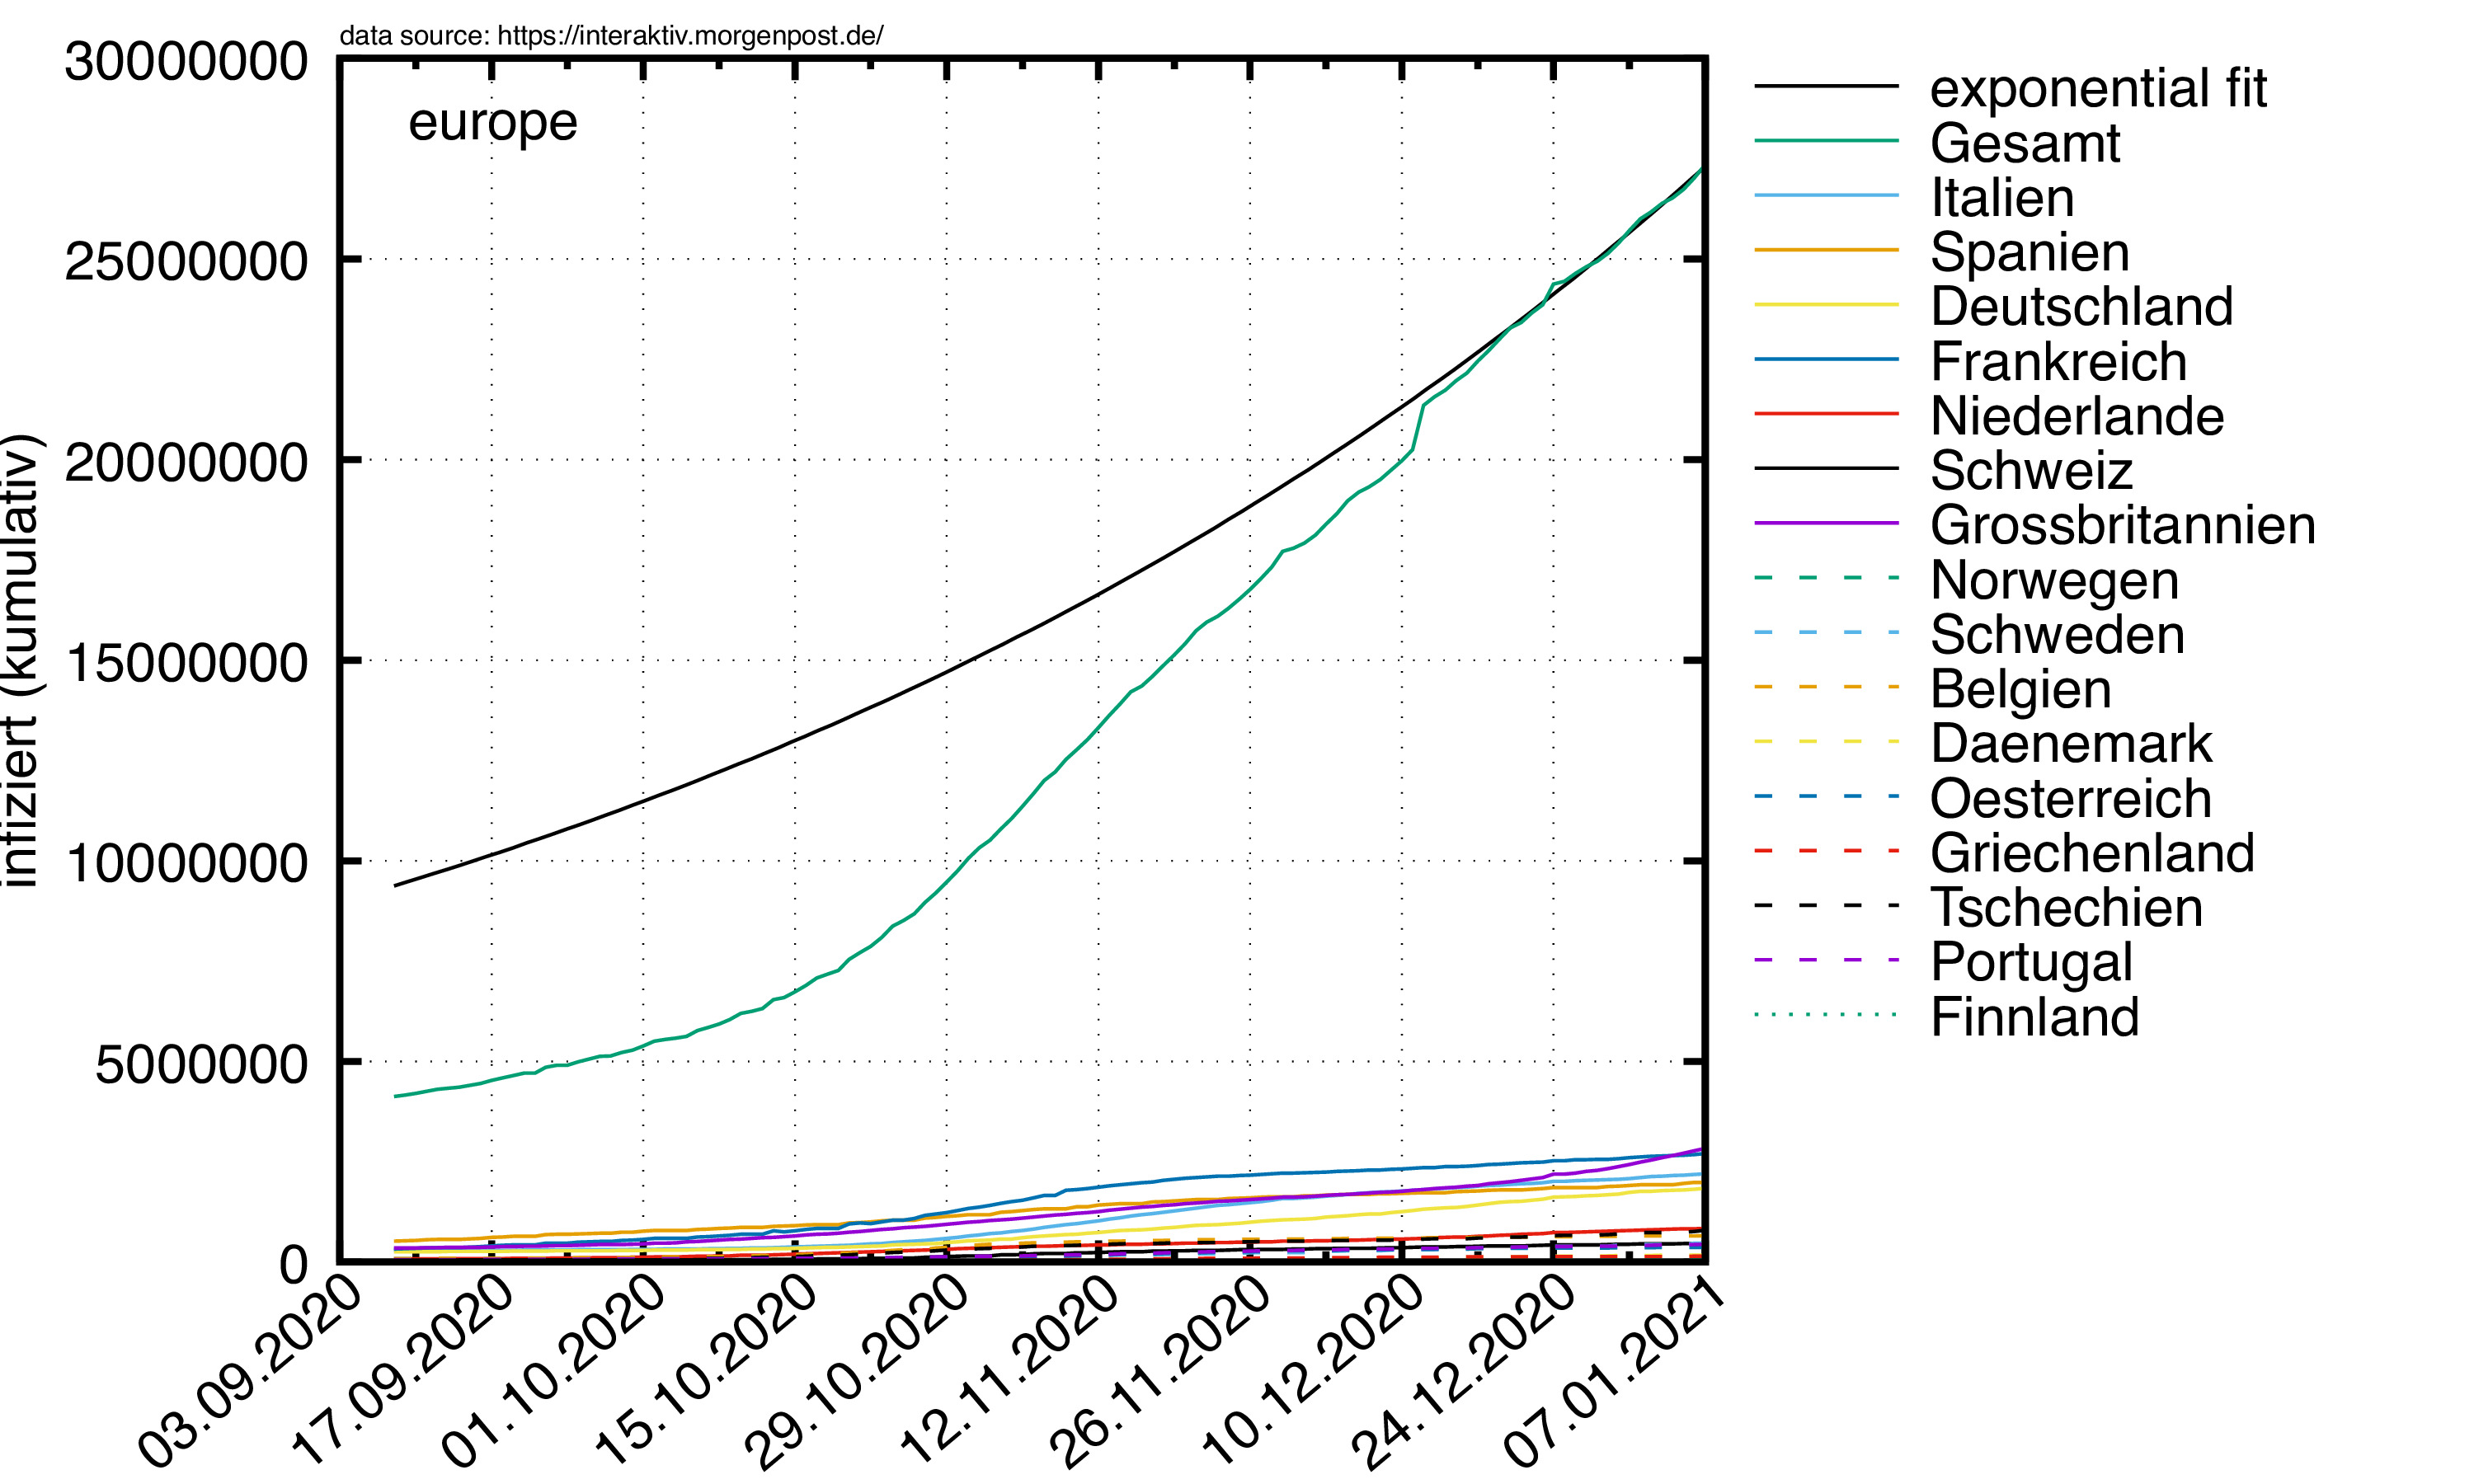 data source: https://interaktiv.morgenpost.de/
europe
infiziert (kumulativ)
30000000
25000000
20000000
15000000
10000000
5000000
0
03.09.2020
17.09.2020
01.10.2020
15.10.2020
29.10.2020
12.11.2020
26.11.2020
10.12.2020
24.12.2020
07.01.2021
exponential fit
Gesamt
Italien
Spanien
Deutschland
Frankreich
Niederlande
Schweiz
Grossbritannien
Norwegen
Schweden
Belgien
Daenemark
Oesterreich
Griechenland
Tschechien
Portugal
Finnland